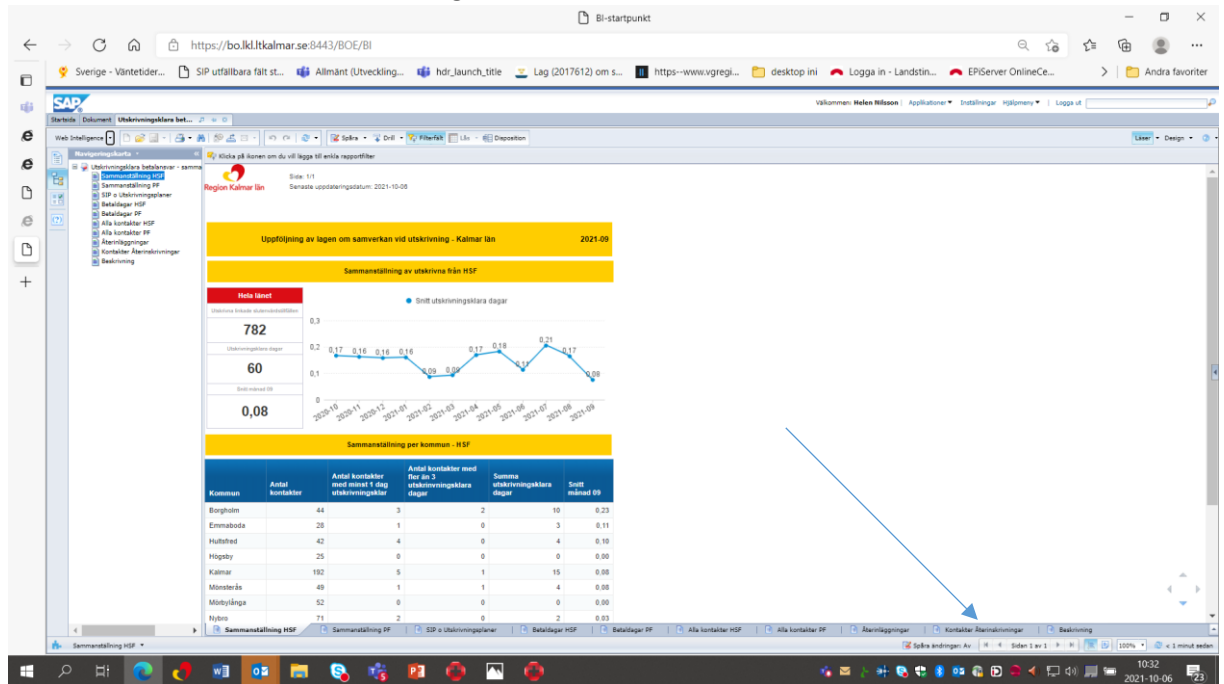 BI-startpunkt
https://bo.lkl.ltkalmar.se:8443/BOE/BI
Sverige - Väntetider...
SIP utfällbara fält st...
Allmänt (Utveckling...
hdr_launch_title
Lag (2017612) om s...
https--www.vgregi...
desktop ini
Logga in - Landstin...
EPiServer OnlineCe...
Andra favoriter
SAP
Välkommen: Helen Nilsson | Applikationer Inställningar Hjälpmeny | Logga ut
Startsida Dokument Utskrivningsklara bet...
Web Intelligence
Spåra
Drill
Filterfält
Lås
Disposition
Läser
Design
Navigeringskarta
Klicka på ikonen om du vill lägga till enkla rapportfilter
Utskrivningsklara betalansvar - samma
Sammanställning HSF
Sammanställning PF
SIP o Utskrivningsplaner
Betaldagar HSF
Betaldagar PF
Alla kontakter HSF
Alla kontakter PF
Återinläggningar
Kontakter Återinskrivningar
Beskrivning
Region Kalmar län
Sida: 1/1
Senaste uppdateringsdatum: 2021-10-06
Uppföljning av lagen om samverkan vid utskrivning - Kalmar län 2021-09
Sammanställning av utskrivna från HSF
Hela länet
782
Utskrivningsklara dagar
60
Snitt månad 09
0,08
Snitt utskrivningsklara dagar
0,3
0,2
0,1
0
0,17 0,16 0,16 0,16 0,09 0,09 0,17 0,18 0,11 0,21 0,17 0,08
2020-10 2020-11 2020-12 2021-01 2021-02 2021-03 2021-04 2021-05 2021-06 2021-07 2021-08 2021-09
Sammanställning per kommun - HSF
Kommun
Antal kontakter
Antal kontakter med minst 1 dag utskrivningsklar
Antal kontakter med fler än 3 utskrinvningsklara dagar
Summa utskrivningsklara dagar
Snitt månad 09
Borgholm 44 3 2 10 0,23
Emmaboda 28 1 0 3 0,11
Hultsfred 42 4 0 4 0,10
Högsby 25 0 0 0 0,00
Kalmar 192 5 1 15 0,08
Mönsterås 49 1 1 4 0,08
Mörbylånga 52 0 0 0 0,00
Nybro 71 2 0 2 0,03
Sammanställning HSF
Sammanställning PF
SIP o Utskrivningsplaner
Betaldagar HSF
Betaldagar PF
Alla kontakter HSF
Alla kontakter PF
Återinläggningar
Kontakter Återinskrivningar
Beskrivning
Sammanställning HSF
Spåra ändringar: Av
Sidan 1 av 1
100%
< 1 minut sedan
10:32
2021-10-06
23